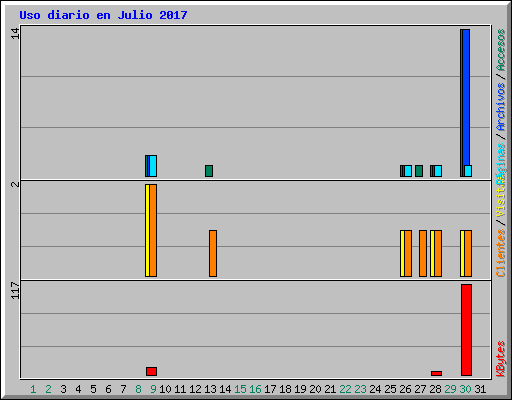 Uso diario en Julio 2017
14
2
117
Clientes / Visitas
Páginas / Archivos / Accesos
KBytes
1 2 3 4 5 6 7 8 9 10 11 12 13 14 15 16 17 18 19 20 21 22 23 24 25 26 27 28 29 30 31